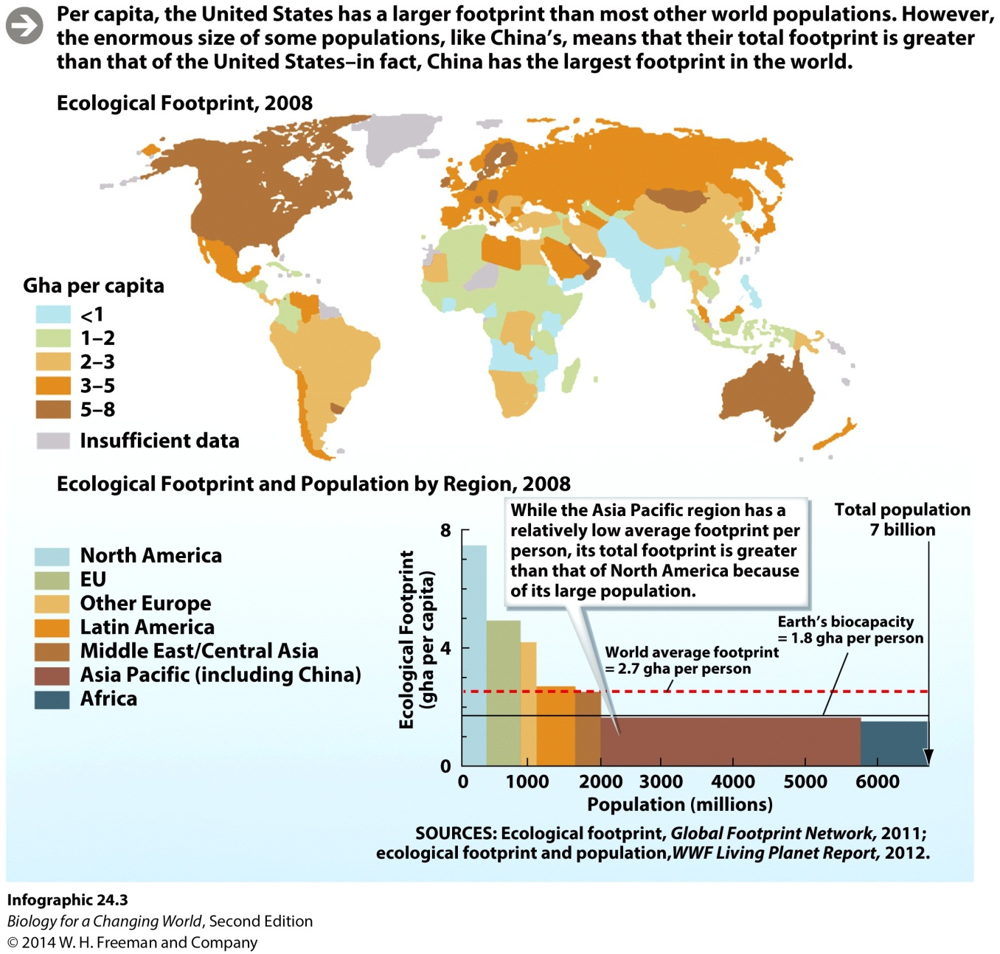 Per capita, the United States has a larger footprint than most other world populations. However,
the enormous size of some populations, like China's, means that their total footprint is greater
than that of the United States–in fact, China has the largest footprint in the world.
Ecological Footprint, 2008
Gha per capita
<1
1–2
2–3
3–5
5–8
Insufficient data
Ecological Footprint and Population by Region, 2008
North America
EU
Other Europe
Latin America
Middle East/Central Asia
Asia Pacific (including China)
Africa
While the Asia Pacific region has a
relatively low average footprint per
person, its total footprint is greater
than that of North America because
of its large population.
Total population
7 billion
Earth's biocapacity
= 1.8 gha per person
World average footprint
= 2.7 gha per person
Ecological Footprint
(gha per capita)
8
4
0
0 1000 2000 3000 4000 5000 6000
Population (millions)
SOURCES: Ecological footprint, Global Footprint Network, 2011;
ecological footprint and population,WWF Living Planet Report, 2012.
Infographic 24.3
Biology for a Changing World, Second Edition
© 2014 W. H. Freeman and Company